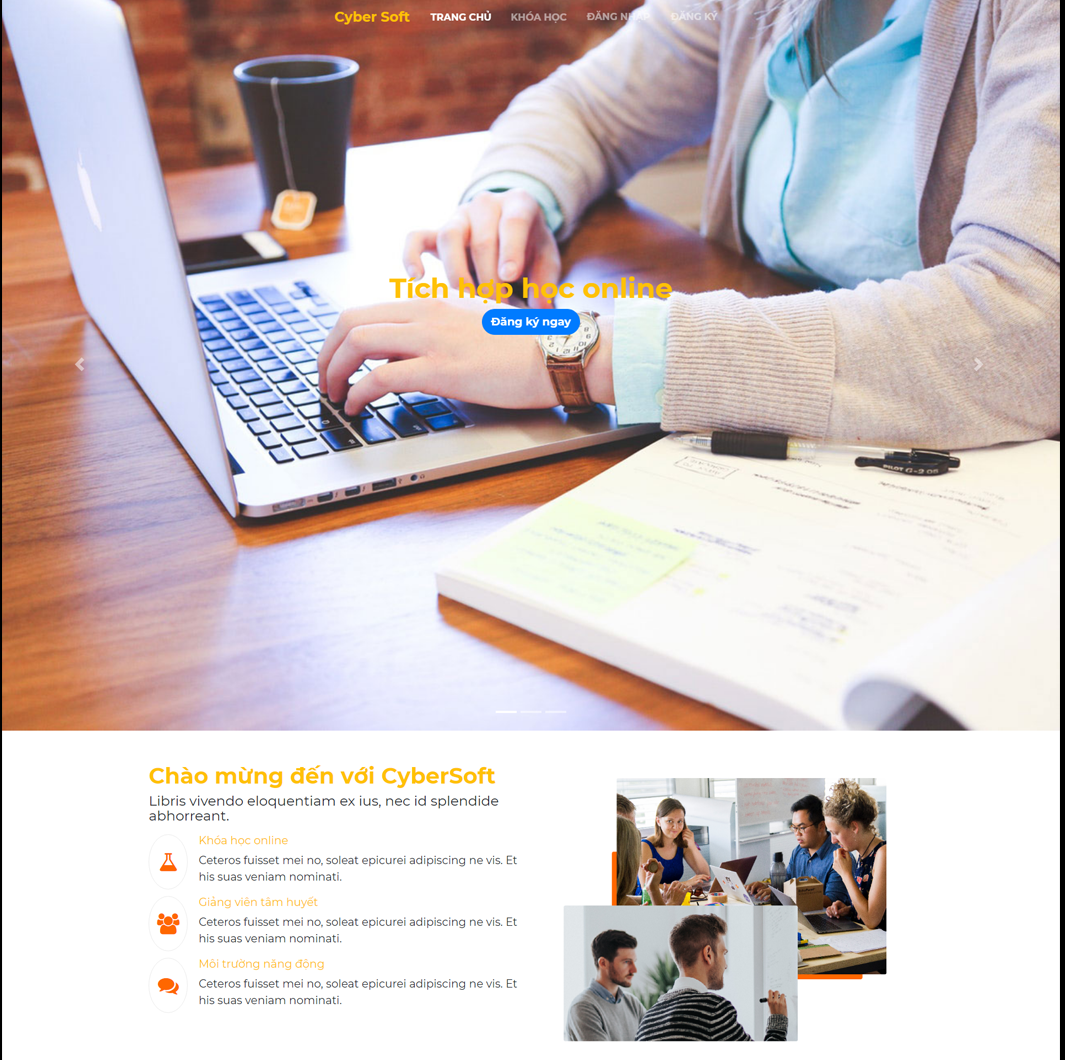 Cyber Soft TRANG CHỦ KHÓA HỌC ĐĂNG NHẬP ĐĂNG KÝ
Tích hợp học online
Đăng ký ngay
PILOT G-2 05
Chào mừng đến với CyberSoft
Libris vivendo eloquentiam ex ius, nec id splendide
abhorreant.
Khóa học online
Ceteros fuisset mei no, soleat epicurei adipiscing ne vis. Et
his suas veniam nominati.
Giảng viên tâm huyết
Ceteros fuisset mei no, soleat epicurei adipiscing ne vis. Et
his suas veniam nominati.
Môi trường năng động
Ceteros fuisset mei no, soleat epicurei adipiscing ne vis. Et
his suas veniam nominati.